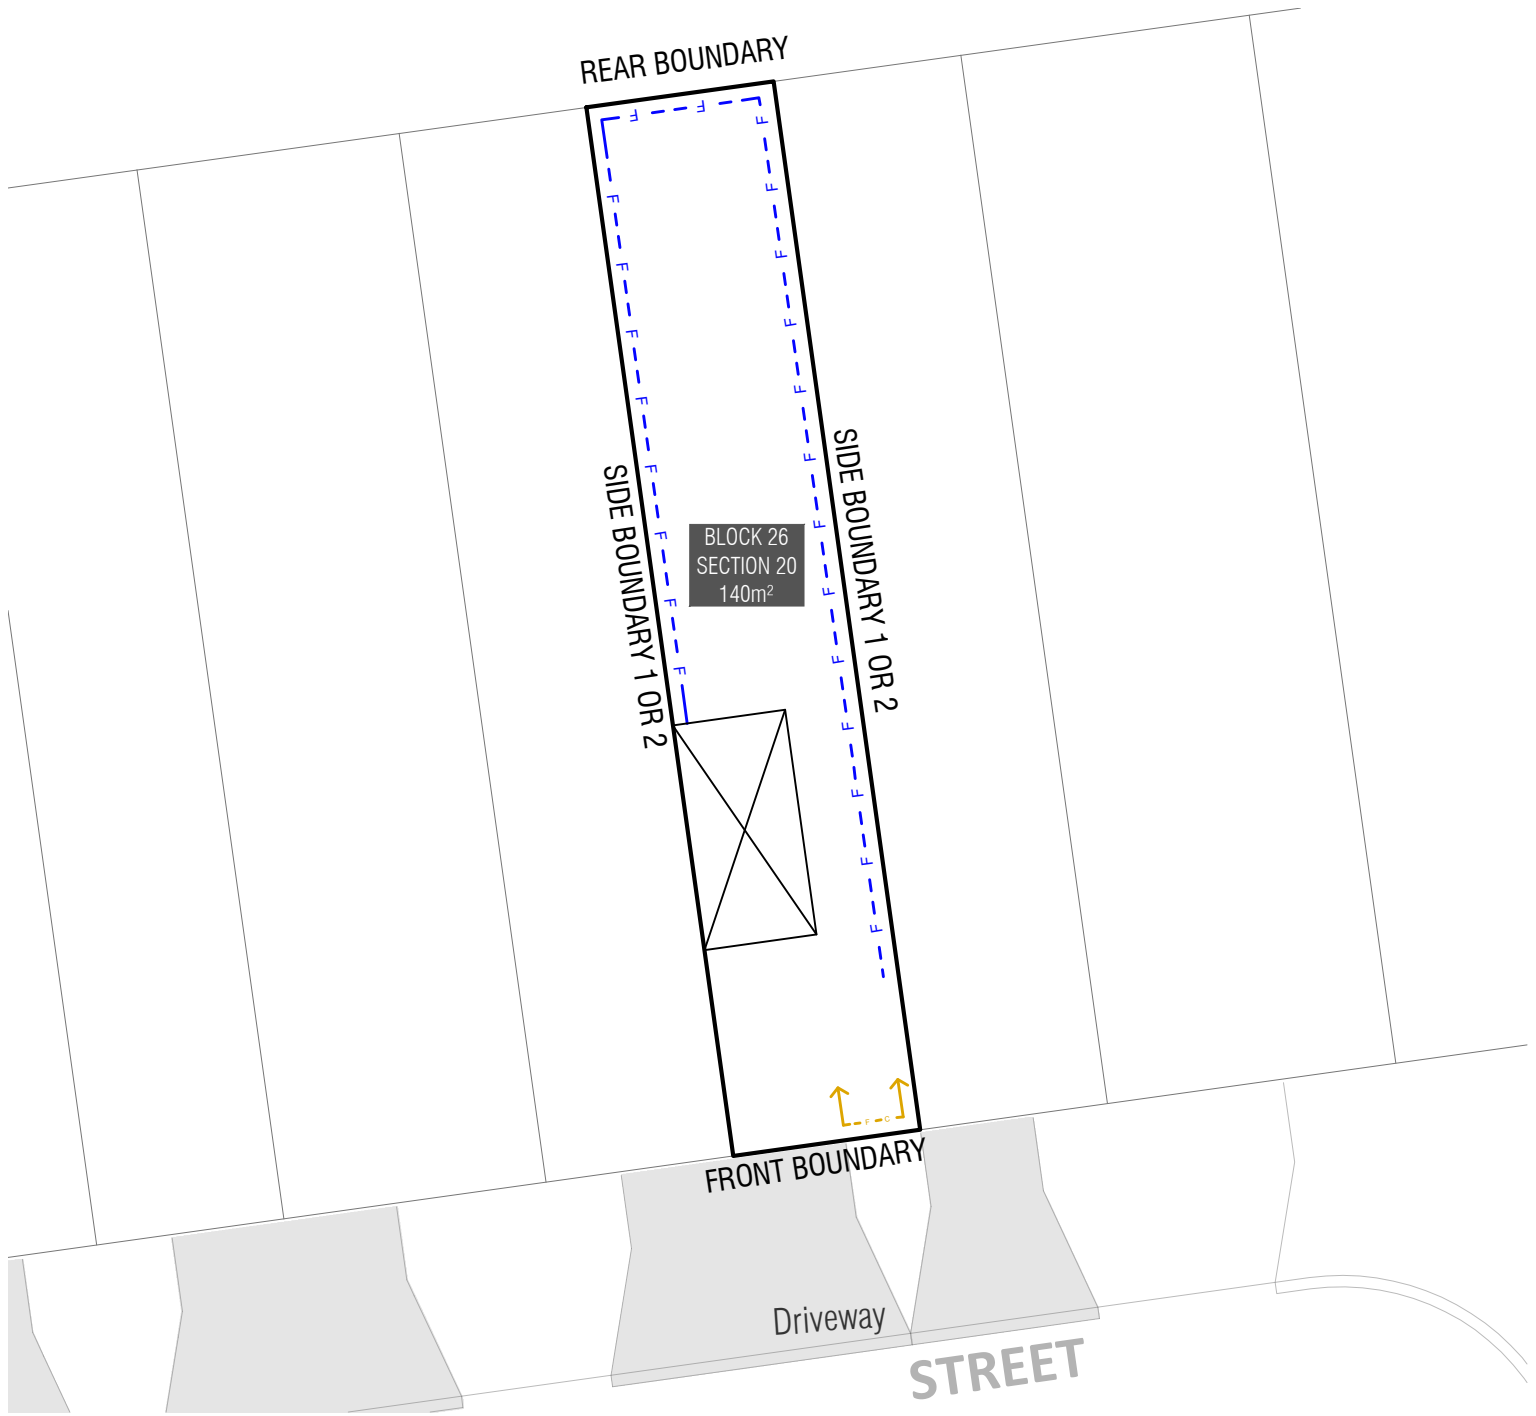 REAR BOUNDARY
F F
F F F F F F F F
F F F F F F F F F F F F F
SIDE BOUNDARY 1 OR 2
BLOCK 26
SECTION 20
140m²
SIDE BOUNDARY 1 OR 2
F C
FRONT BOUNDARY
Driveway
STREET